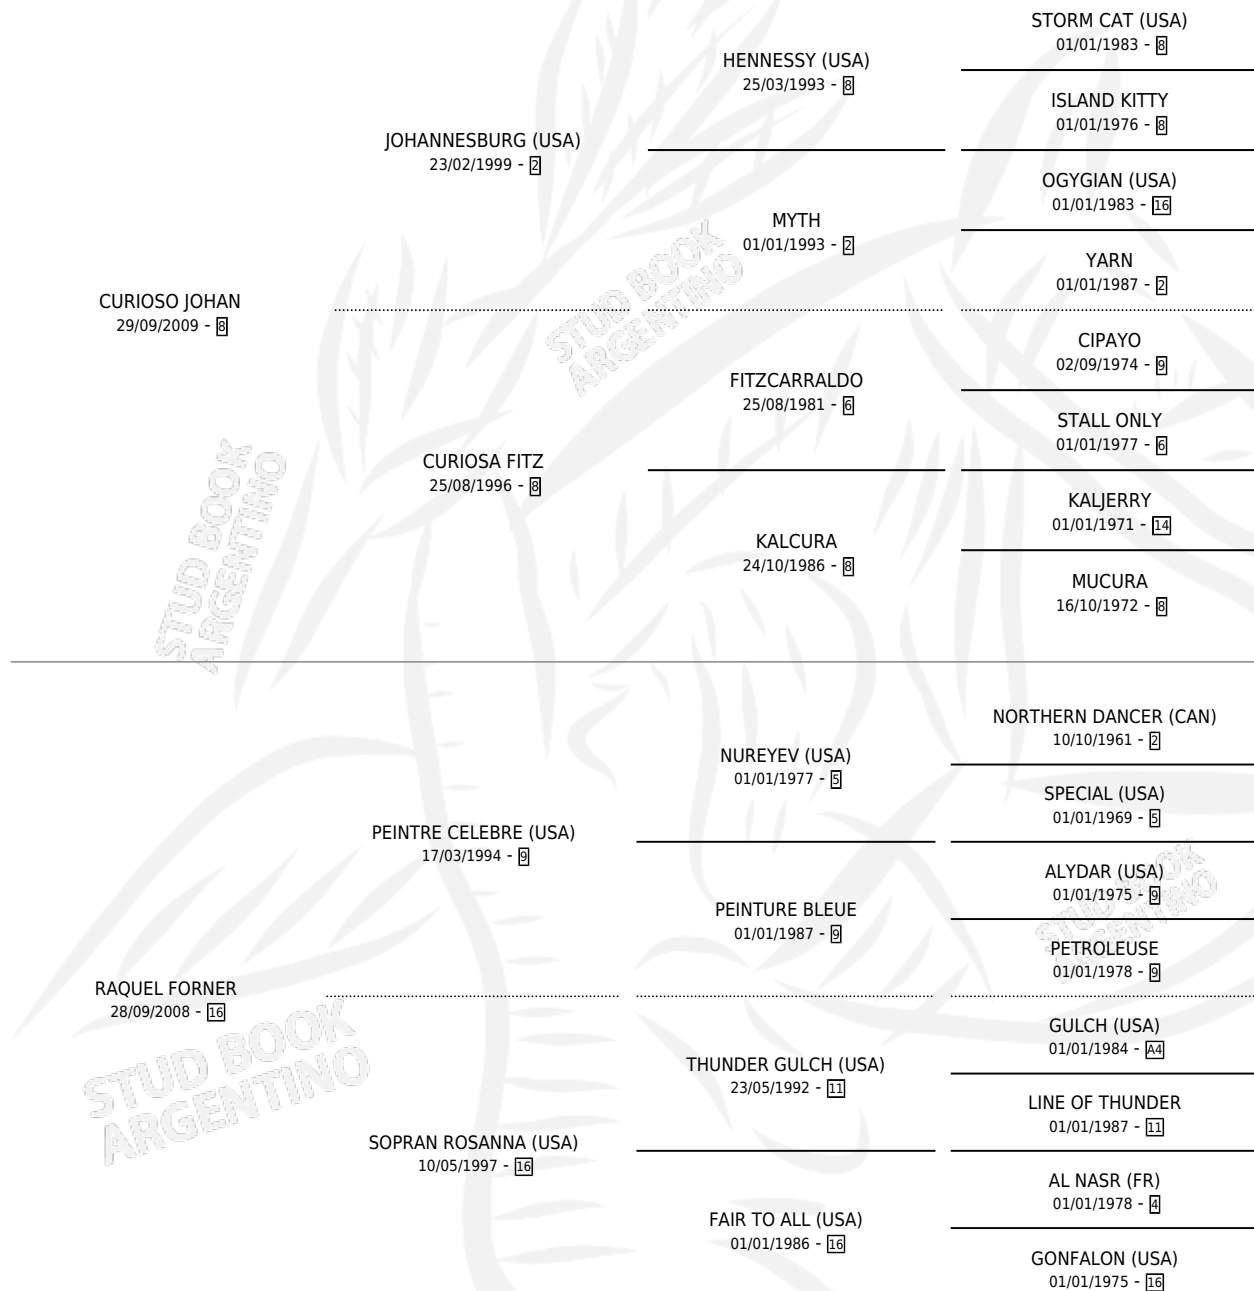 STORM CAT (USA)
01/01/1983 - 8
HENNESSY (USA)
25/03/1993 - 8
ISLAND KITTY
01/01/1976 - 8
JOHANNESBURG (USA)
23/02/1999 - 2
OGYGIAN (USA)
01/01/1983 - 16
MYTH
01/01/1993 - 2
YARN
01/01/1987 - 2
CURIOSO JOHAN
29/09/2009 - 8
CIPAYO
02/09/1974 - 9
FITZCARRALDO
25/08/1981 - 6
STALL ONLY
01/01/1977 - 6
CURIOSA FITZ
25/08/1996 - 8
KALJERRY
01/01/1971 - 14
KALCURA
24/10/1986 - 8
MUCURA
16/10/1972 - 8
NORTHERN DANCER (CAN)
10/10/1961 - 2
NUREYEV (USA)
01/01/1977 - 5
SPECIAL (USA)
01/01/1969 - 5
PEINTRE CELEBRE (USA)
17/03/1994 - 9
ALYDAR (USA)
01/01/1975 - 9
PEINTURE BLEUE
01/01/1987 - 9
PETROLEUSE
01/01/1978 - 9
RAQUEL FORNER
28/09/2008 - 16
GULCH (USA)
01/01/1984 - A4
THUNDER GULCH (USA)
23/05/1992 - 11
LINE OF THUNDER
01/01/1987 - 11
SOPRAN ROSANNA (USA)
10/05/1997 - 16
AL NASR (FR)
01/01/1978 - 4
FAIR TO ALL (USA)
01/01/1986 - 16
GONFALON (USA)
01/01/1975 - 16
STUD BOOK
ARGENTINO
STUD BOOK
ARGENTINO
STUD BOOK
ARGENTINO
STUD BOOK
ARGENTINO